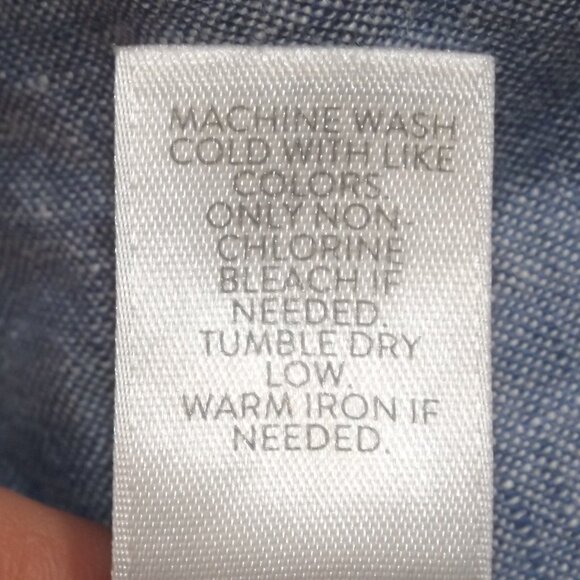 MACHINE WASH
COLD WITH LIKE
COLORS
ONLY NON-
CHLORINE
BLEACH IF
NEEDED.
TUMBLE DRY
LOW.
WARM IRON IF
NEEDED.